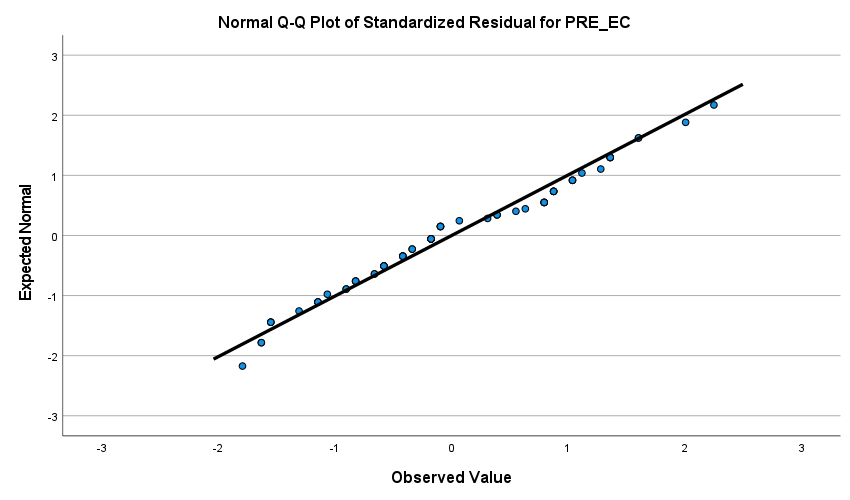 Normal Q-Q Plot of Standardized Residual for PRE_EC
Expected Normal
3
2
1
0
-1
-2
-3
-3 -2 -1 0 1 2 3
Observed Value